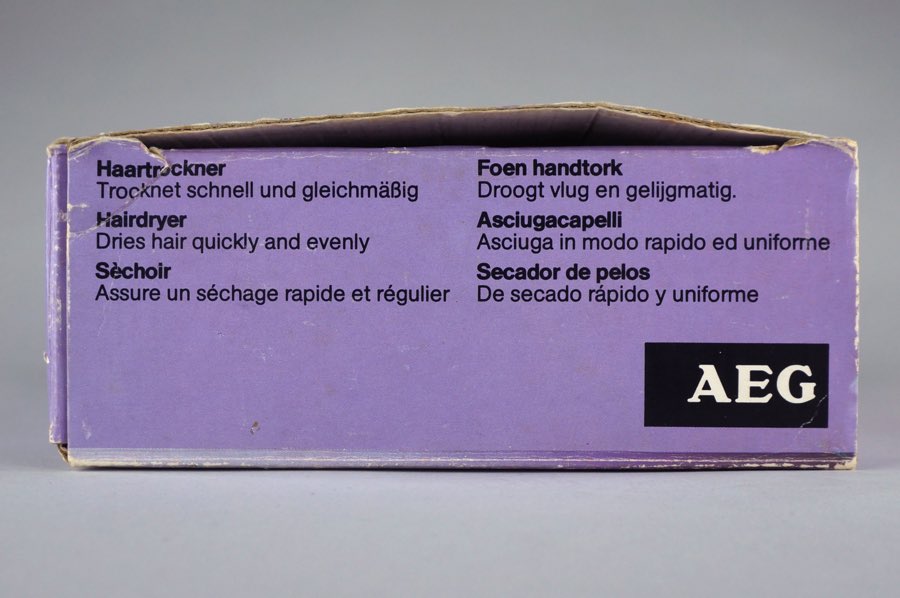 Haartrockner
Trocknet schnell und gleichmäßig
Hairdryer
Dries hair quickly and evenly
Sèchoir
Assure un séchage rapide et régulier
Foen handtork
Droogt vlug en gelijgmatig.
Asciugacapelli
Asciuga in modo rapido ed uniforme
Secador de pelos
De secado rápido y uniforme
AEG